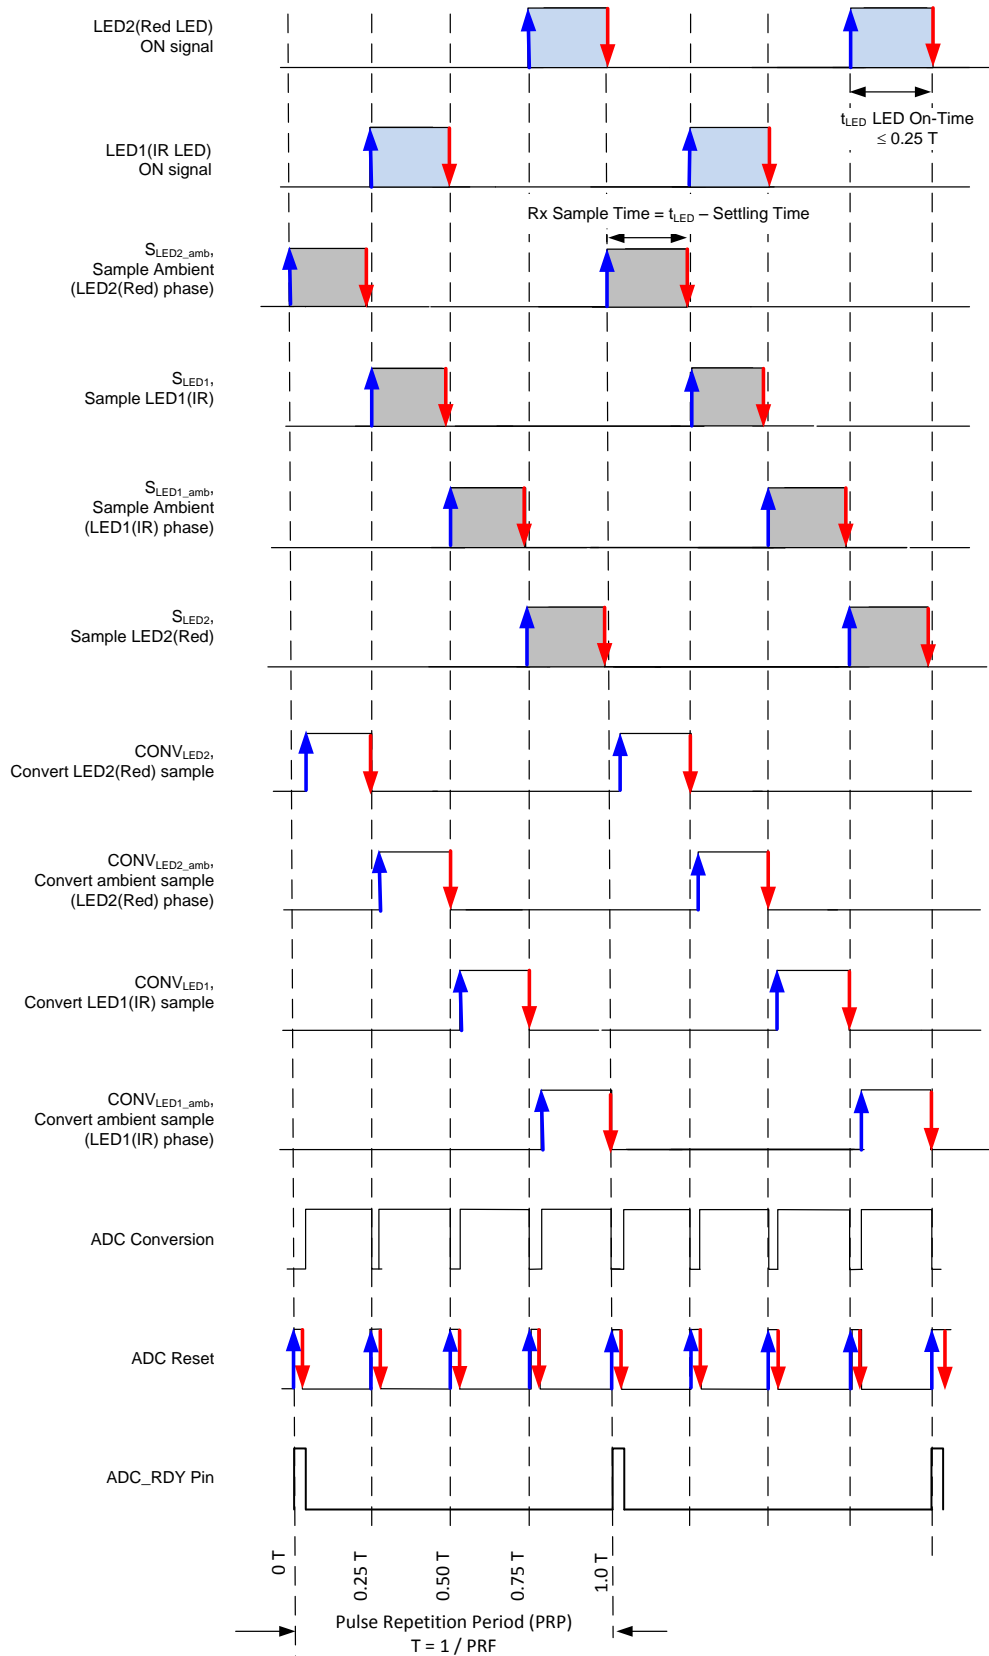 LED2(Red LED)
ON signal
tLED LED On-Time
≤ 0.25 T
LED1(IR LED)
ON signal
Rx Sample Time = tLED – Settling Time
SLED2_amb,
Sample Ambient
(LED2(Red) phase)
SLED1,
Sample LED1(IR)
SLED1_amb,
Sample Ambient
(LED1(IR) phase)
SLED2,
Sample LED2(Red)
CONVLED2,
Convert LED2(Red) sample
CONVLED2_amb,
Convert ambient sample
(LED2(Red) phase)
CONVLED1,
Convert LED1(IR) sample
CONVLED1_amb,
Convert ambient sample
(LED1(IR) phase)
ADC Conversion
ADC Reset
ADC_RDY Pin
0 T
0.25 T
0.50 T
0.75 T
1.0 T
Pulse Repetition Period (PRP)
T = 1 / PRF